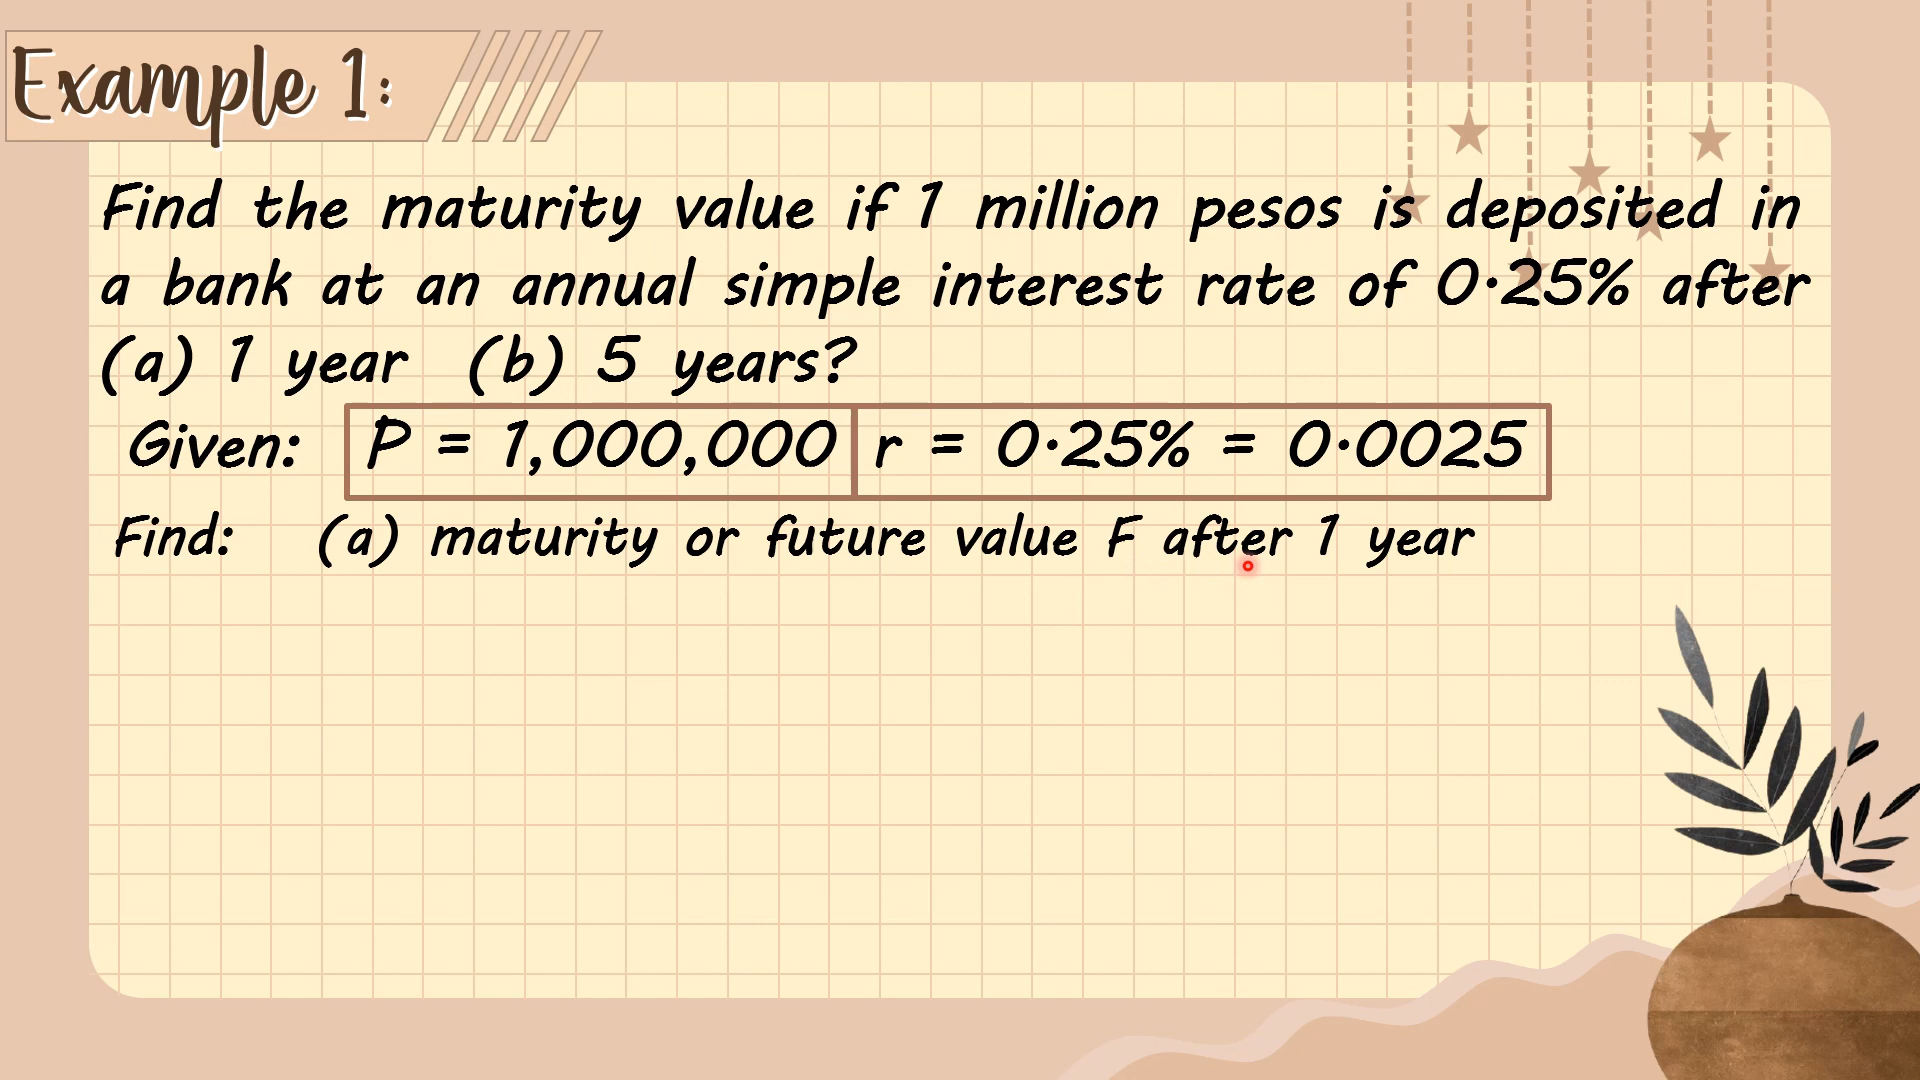 Example 1:
Find the maturity value if 1 million pesos is deposited in
a bank at an annual simple interest rate of 0.25% after
(a) 1 year (b) 5 years?
Given: P = 1,000,000 r = 0.25% = 0.0025
Find: (a) maturity or future value F after 1 year